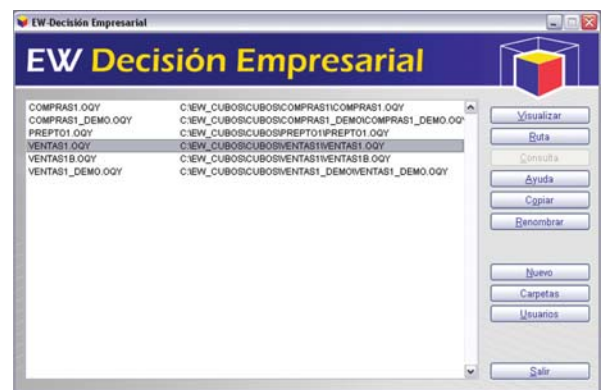 EW-Decisión Empresarial
EW Decisión Empresarial
COMPRAS1.OQY C:\EW_CUBOS\CUBOS\COMPRAS1\COMPRAS1.OQY
COMPRAS1_DEMO.OQY C:\EW_CUBOS\CUBOS\COMPRAS1_DEMO\COMPRAS1_DEMO.OQY
PREPTO1.OQY C:\EW_CUBOS\CUBOS\PREPTO1\PREPTO1.OQY
VENTAS1.OQY C:\EW_CUBOS\CUBOS\VENTAS1\VENTAS1.OQY
VENTAS1B.OQY C:\EW_CUBOS\CUBOS\VENTAS1\VENTAS1B.OQY
VENTAS1_DEMO.OQY C:\EW_CUBOS\CUBOS\VENTAS1_DEMO\VENTAS1_DEMO.OQY
Visualizar
Ruta
Consulta
Ayuda
Copiar
Renombrar
Nuevo
Carpetas
Usuarios
Salir